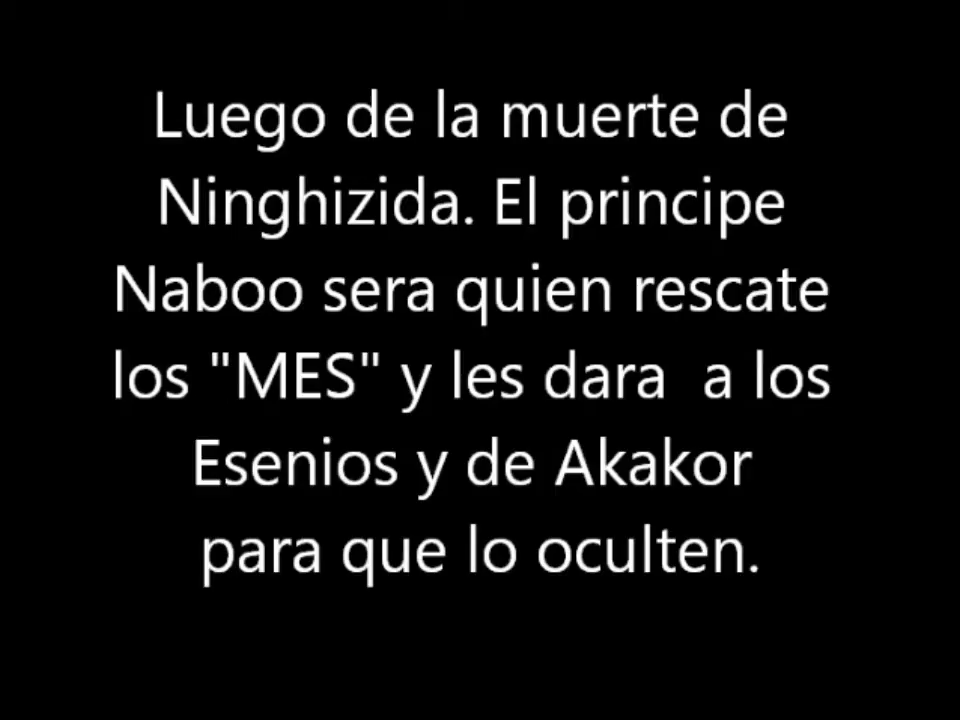 Luego de la muerte de
Ninghizida. El principe
Naboo sera quien rescate
los "MES" y les dara  a los
Esenios y de Akakor
para que lo oculten.